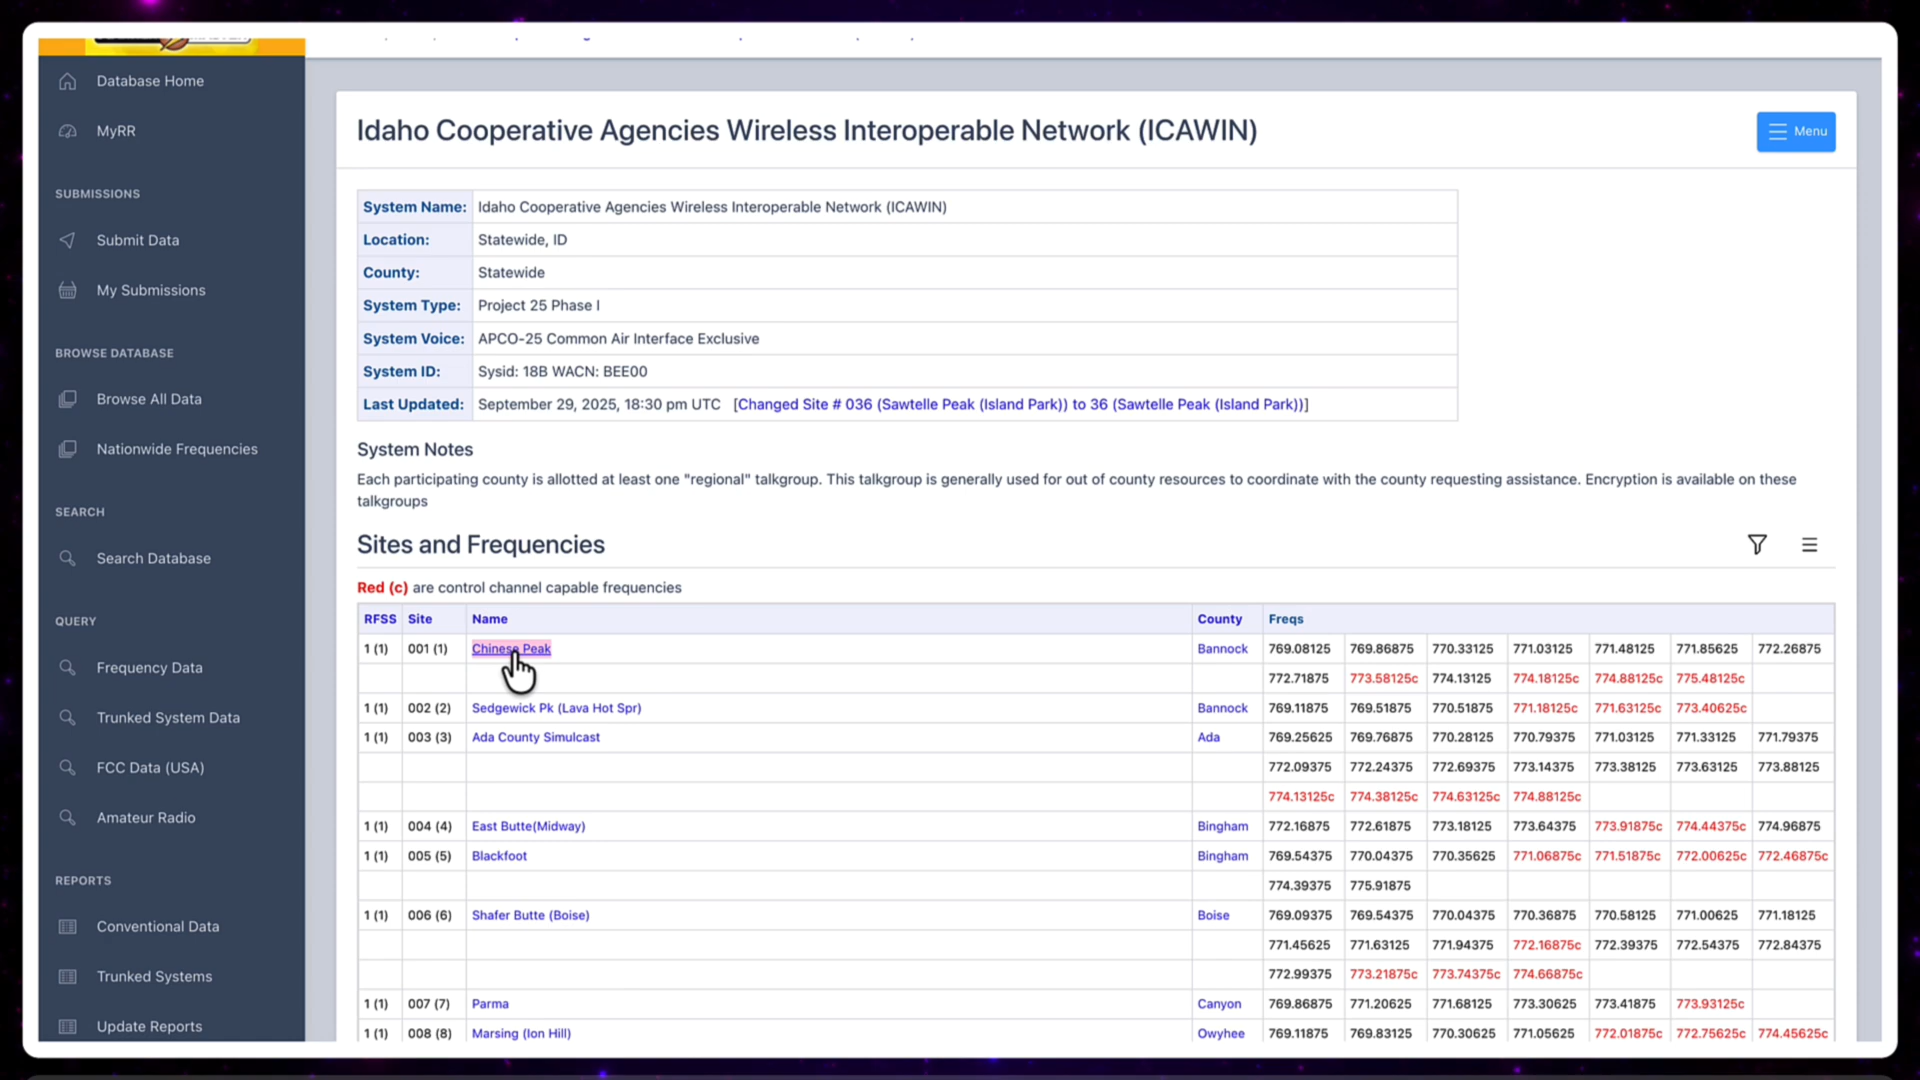 Database Home
MyRR
SUBMISSIONS
Submit Data
My Submissions
BROWSE DATABASE
Browse All Data
Nationwide Frequencies
SEARCH
Search Database
QUERY
Frequency Data
Trunked System Data
FCC Data (USA)
Amateur Radio
REPORTS
Conventional Data
Trunked Systems
Update Reports
Idaho Cooperative Agencies Wireless Interoperable Network (ICAWIN)
Menu
System Name: Idaho Cooperative Agencies Wireless Interoperable Network (ICAWIN)
Location: Statewide, ID
County: Statewide
System Type: Project 25 Phase I
System Voice: APCO-25 Common Air Interface Exclusive
System ID: Sysid: 18B WACN: BEE00
Last Updated: September 29, 2025, 18:30 pm UTC [Changed Site # 036 (Sawtelle Peak (Island Park)) to 36 (Sawtelle Peak (Island Park))]
System Notes
Each participating county is allotted at least one "regional" talkgroup. This talkgroup is generally used for out of county resources to coordinate with the county requesting assistance. Encryption is available on these
talkgroups
Sites and Frequencies
Red (c) are control channel capable frequencies
RFSS Site Name County Freqs
1 (1) 001 (1) Chinese Peak Bannock 769.08125 769.86875 770.33125 771.03125 771.48125 771.85625 772.26875
772.71875 773.58125c 774.13125 774.18125c 774.88125c 775.48125c
1 (1) 002 (2) Sedgewick Pk (Lava Hot Spr) Bannock 769.11875 769.51875 770.51875 771.18125c 771.63125c 773.40625c
1 (1) 003 (3) Ada County Simulcast Ada 769.25625 769.76875 770.28125 770.79375 771.03125 771.33125 771.79375
772.09375 772.24375 772.69375 773.14375 773.38125 773.63125 773.88125
774.13125c 774.38125c 774.63125c 774.88125c
1 (1) 004 (4) East Butte(Midway) Bingham 772.16875 772.61875 773.18125 773.64375 773.91875c 774.44375c 774.96875
1 (1) 005 (5) Blackfoot Bingham 769.54375 770.04375 770.35625 771.06875c 771.51875c 772.00625c 772.46875c
774.39375 775.91875
1 (1) 006 (6) Shafer Butte (Boise) Boise 769.09375 769.54375 770.04375 770.36875 770.58125 771.00625 771.18125
771.45625 771.63125 771.94375 772.16875c 772.39375 772.54375 772.84375
772.99375 773.21875c 773.74375c 774.66875c
1 (1) 007 (7) Parma Canyon 769.86875 771.20625 771.68125 773.30625 773.41875 773.93125c
1 (1) 008 (8) Marsing (Ion Hill) Owyhee 769.11875 769.83125 770.30625 771.05625 772.01875c 772.75625c 774.45625c